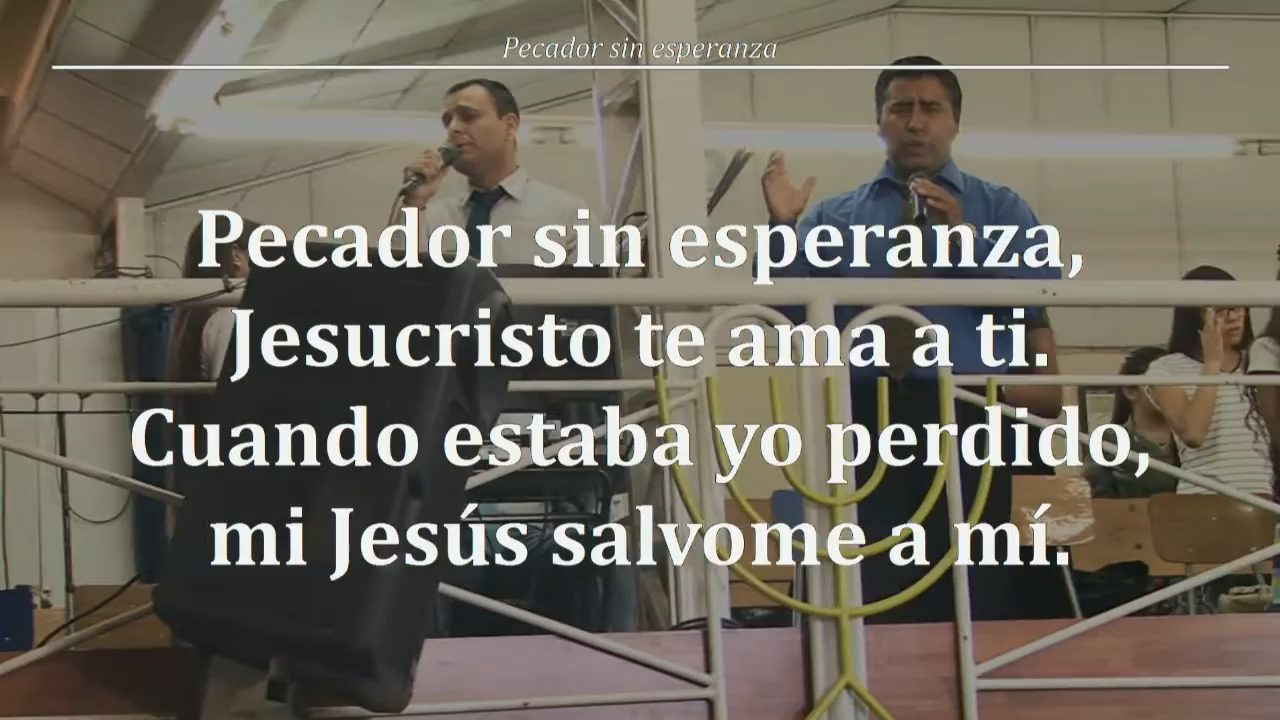 Pecador sin esperanza
Pecador sin esperanza,
Jesucristo te ama a ti.
Cuando estaba yo perdido,
mi Jesús salvome a mí.